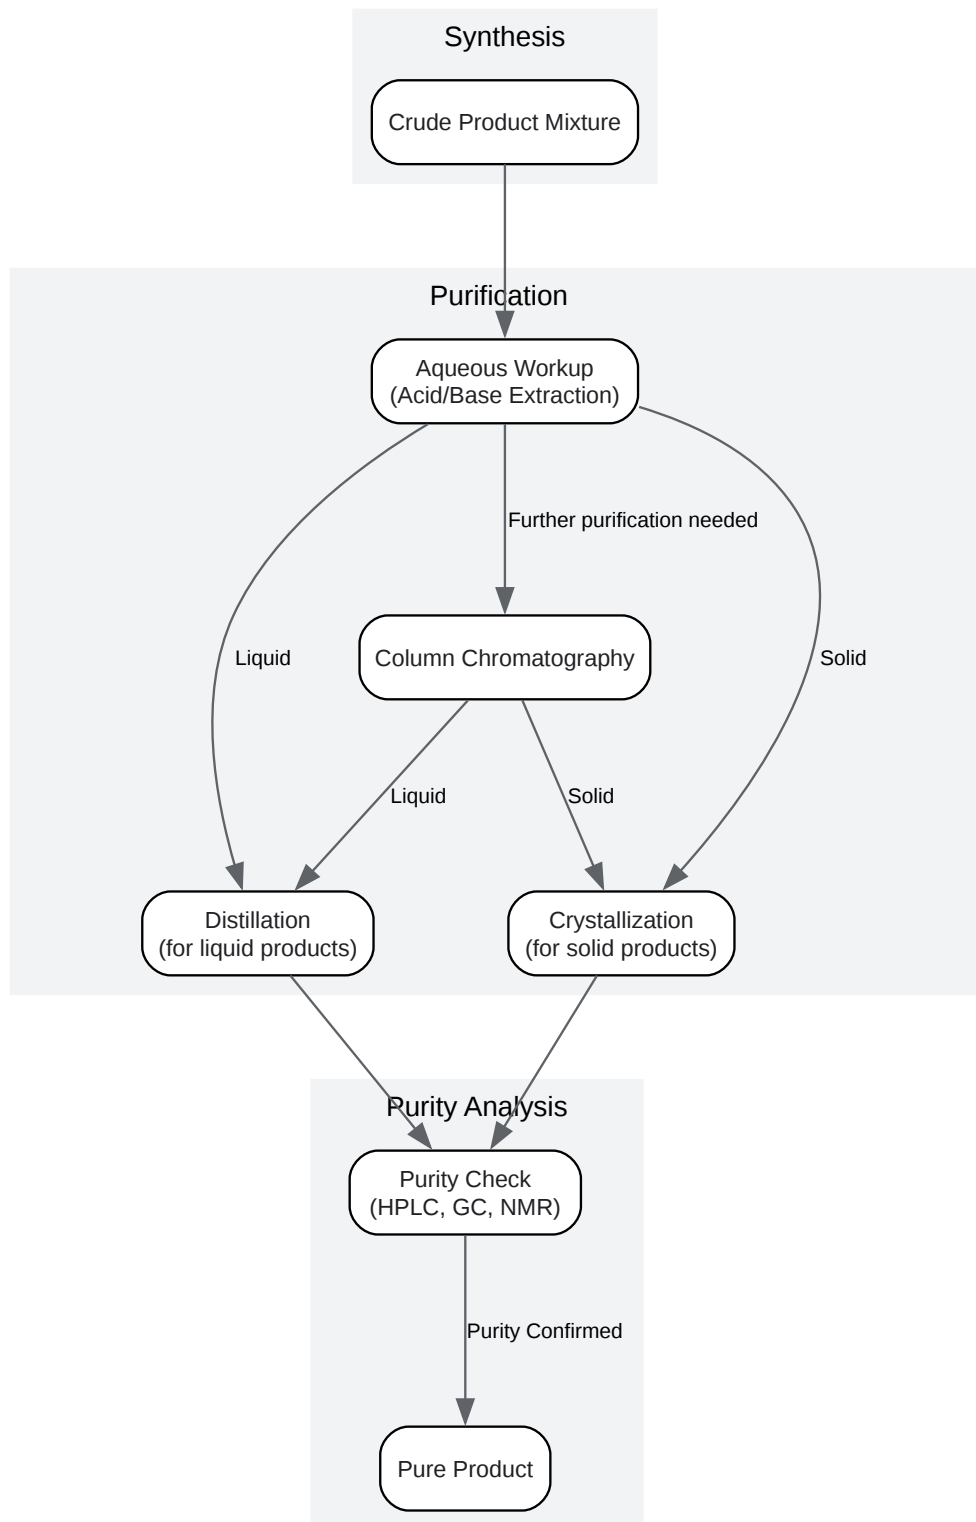 Synthesis
Crude Product Mixture
Purification
Aqueous Workup
(Acid/Base Extraction)
Further purification needed
Column Chromatography
Liquid
Solid
Liquid
Solid
Distillation
(for liquid products)
Crystallization
(for solid products)
Purity Analysis
Purity Check
(HPLC, GC, NMR)
Purity Confirmed
Pure Product